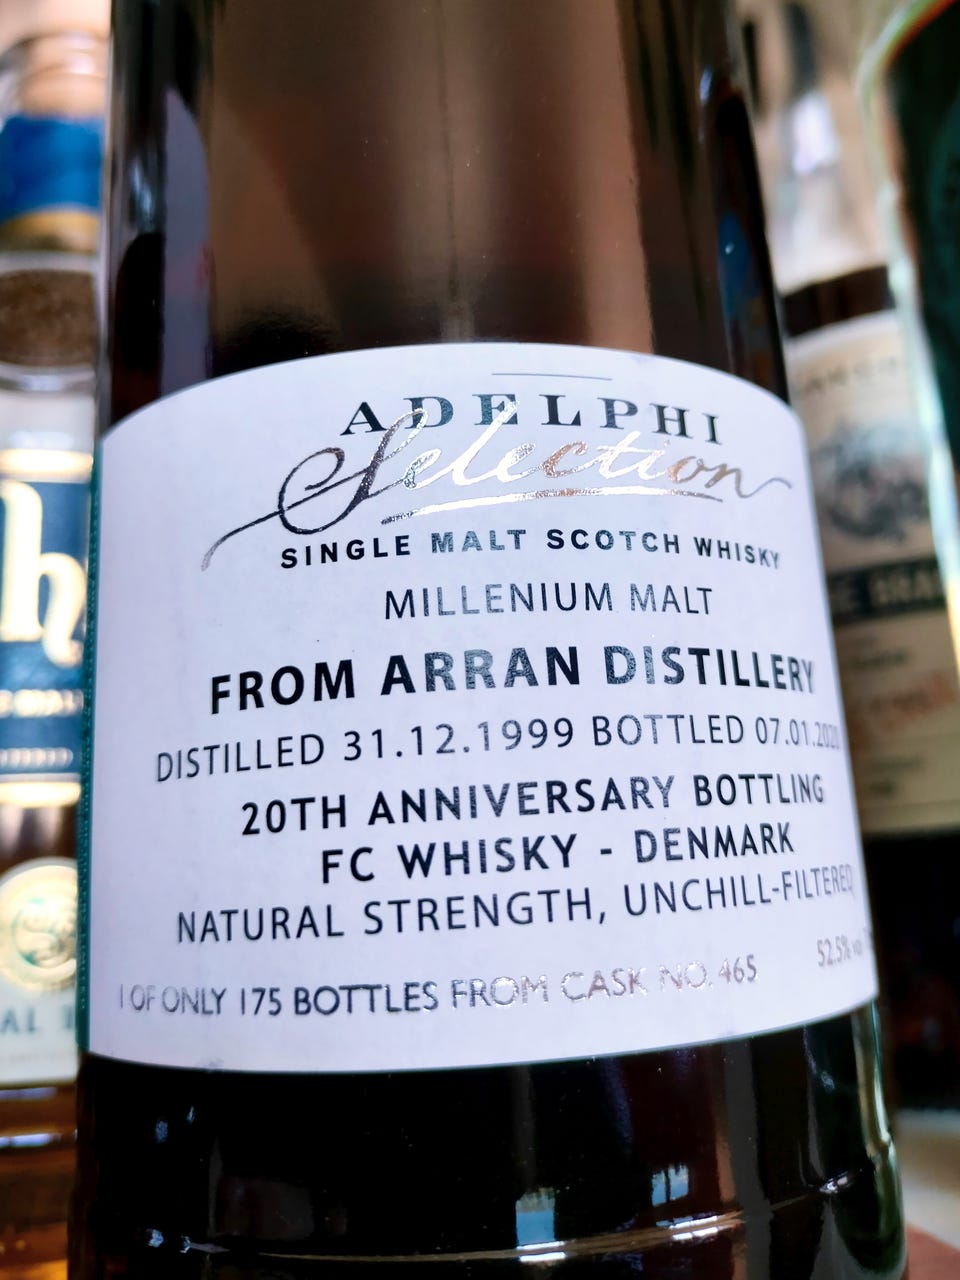 ADELPHI
Selection
SINGLE MALT SCOTCH WHISKY
MILLENIUM MALT
FROM ARRAN DISTILLERY
DISTILLED 31.12.1999 BOTTLED 07.01.2020
20TH ANNIVERSARY BOTTLING
FC WHISKY - DENMARK
NATURAL STRENGTH, UNCHILL-FILTERED
52.5% vol
1 OF ONLY 175 BOTTLES FROM CASK NO. 465
h
AL